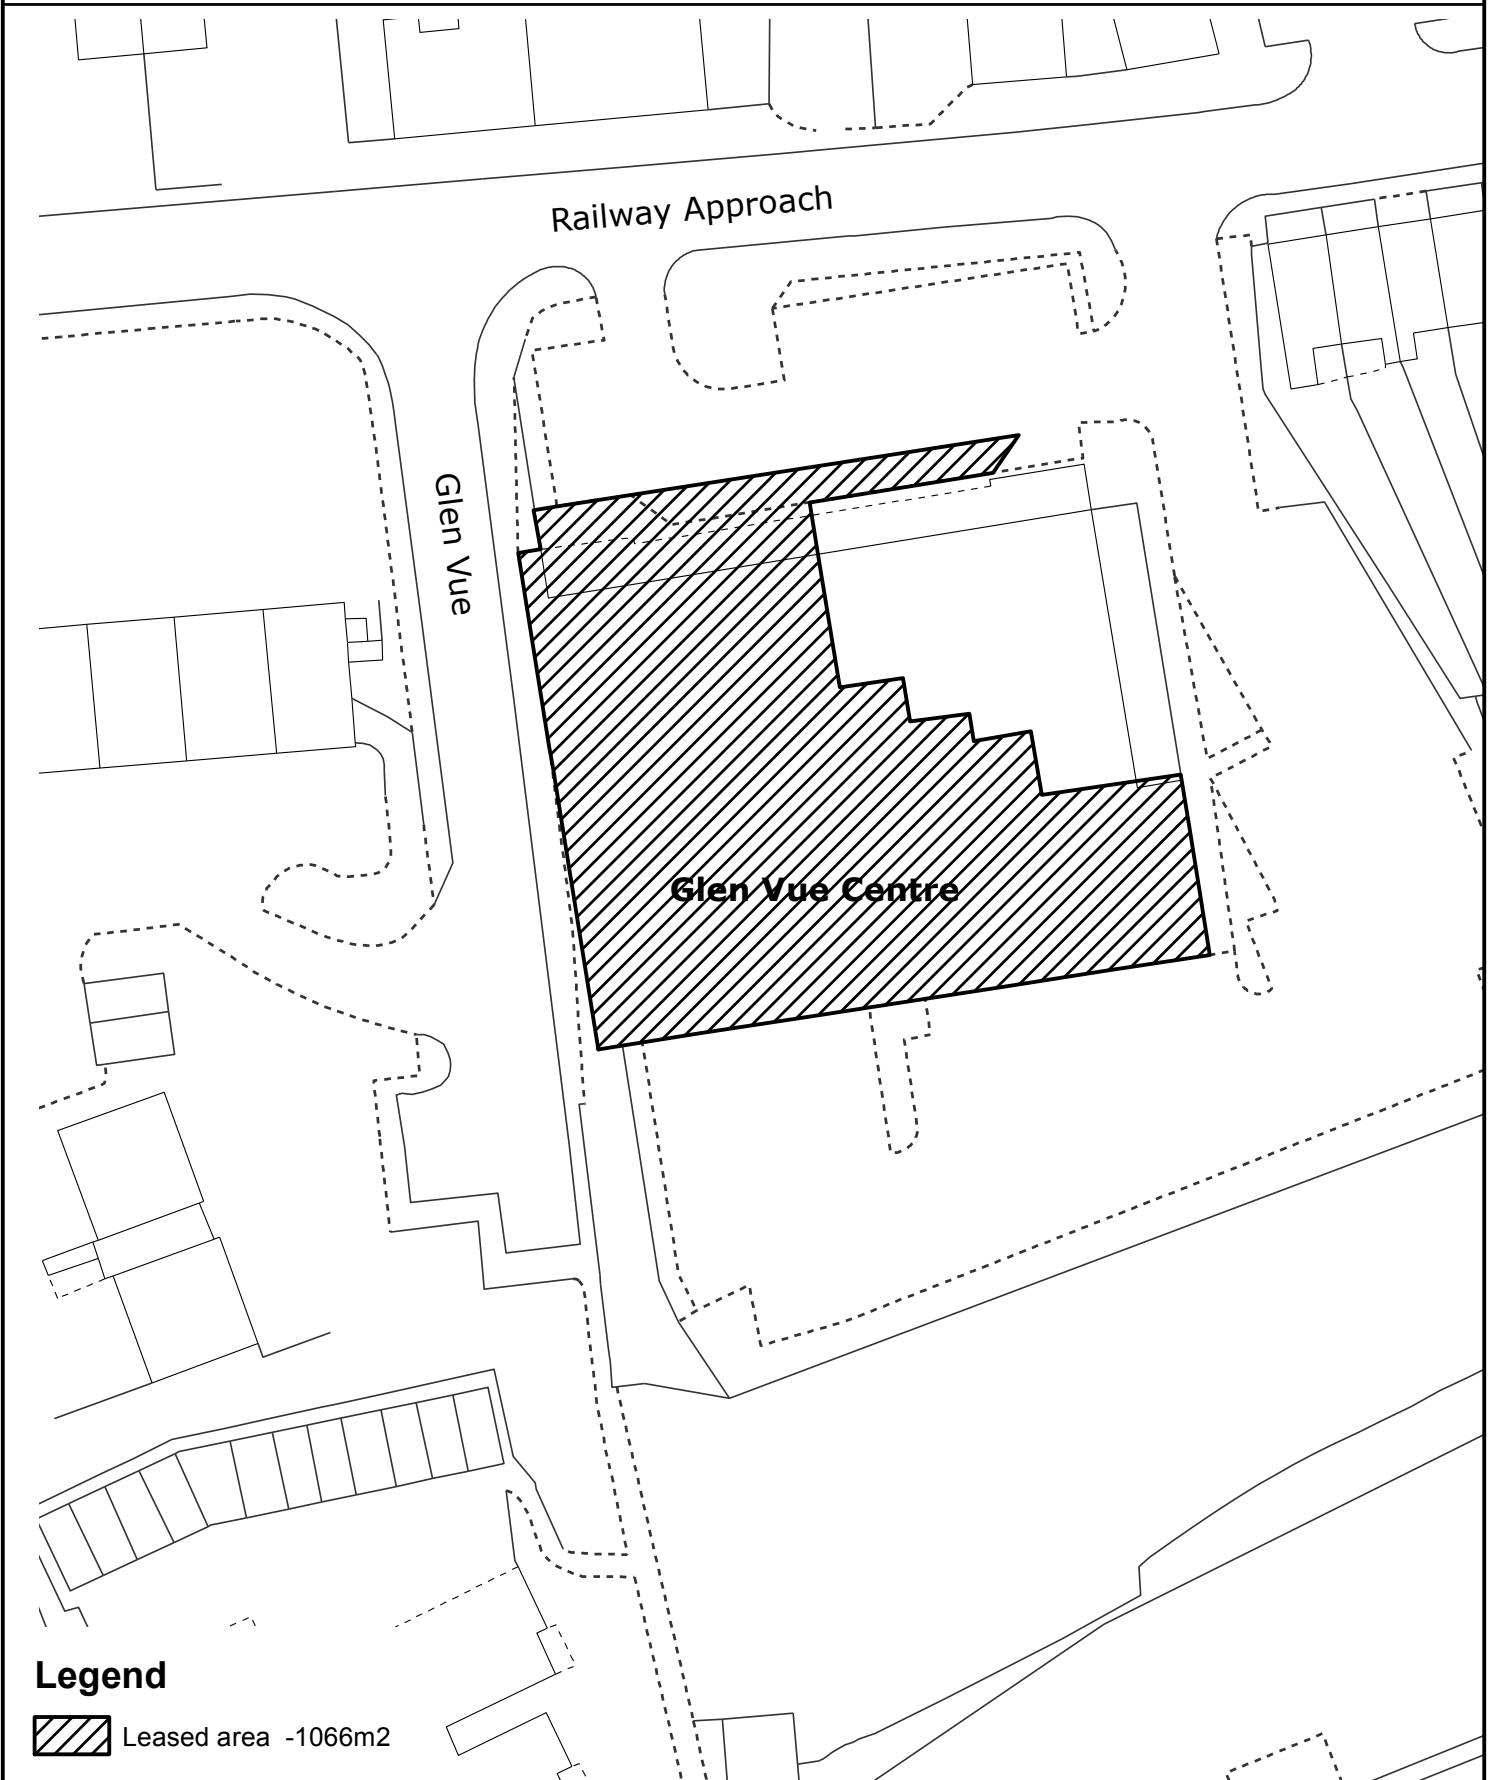 Railway Approach
Glen Vue
Glen Vue Centre
Legend
Leased area -1066m2